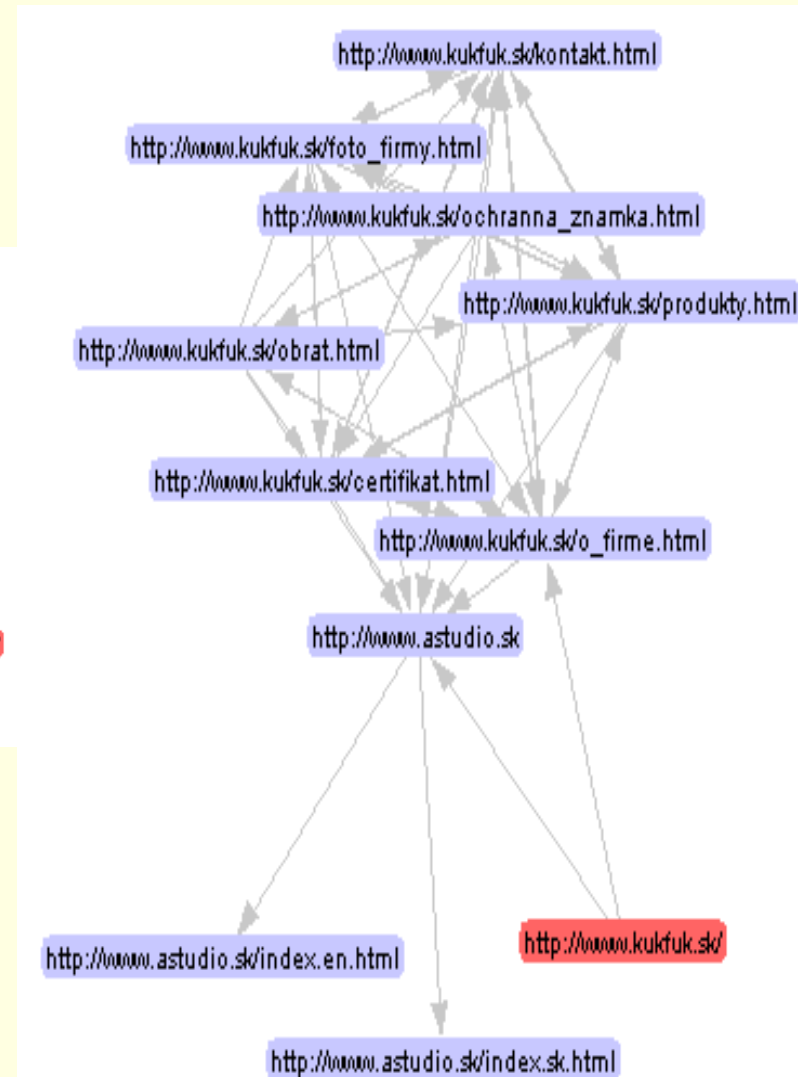 http://www.kukfuk.sk/kontakt.html
http://www.kukfuk.sk/foto_firmy.html
http://www.kukfuk.sk/ochranna_znamka.html
http://www.kukfuk.sk/produkty.html
http://www.kukfuk.sk/obrat.html
http://www.kukfuk.sk/certifikat.html
http://www.kukfuk.sk/o_firme.html
http://www.astudio.sk
http://www.kukfuk.sk/
http://www.astudio.sk/index.en.html
http://www.astudio.sk/index.sk.html